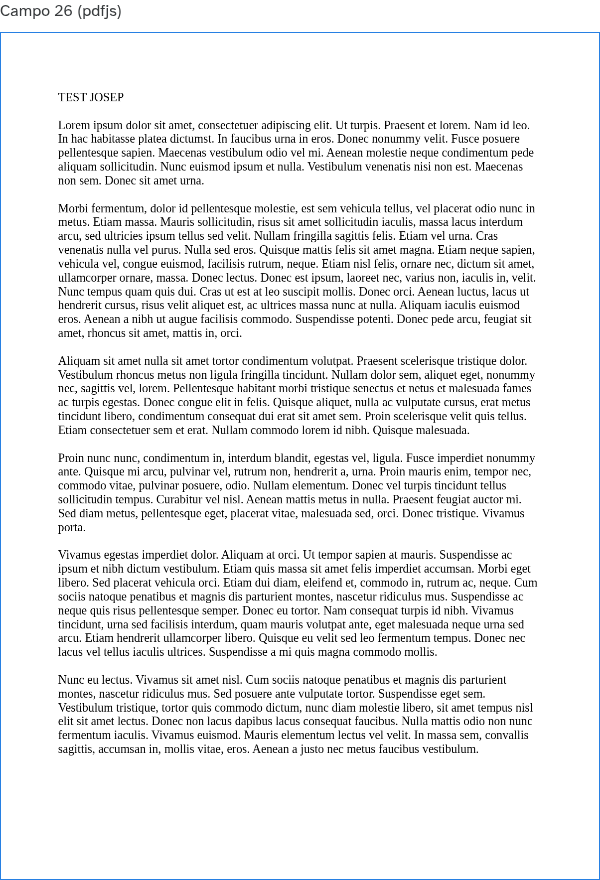 Campo 26 (pdfjs)
TEST JOSEP
Lorem ipsum dolor sit amet, consectetuer adipiscing elit. Ut turpis. Praesent et lorem. Nam id leo.
In hac habitasse platea dictumst. In faucibus urna in eros. Donec nonummy velit. Fusce posuere
pellentesque sapien. Maecenas vestibulum odio vel mi. Aenean molestie neque condimentum pede
aliquam sollicitudin. Nunc euismod ipsum et nulla. Vestibulum venenatis nisi non est. Maecenas
non sem. Donec sit amet urna.
Morbi fermentum, dolor id pellentesque molestie, est sem vehicula tellus, vel placerat odio nunc in
metus. Etiam massa. Mauris sollicitudin, risus sit amet sollicitudin iaculis, massa lacus interdum
arcu, sed ultricies ipsum tellus sed velit. Nullam fringilla sagittis felis. Etiam vel urna. Cras
venenatis nulla vel purus. Nulla sed eros. Quisque mattis felis sit amet magna. Etiam neque sapien,
vehicula vel, congue euismod, facilisis rutrum, neque. Etiam nisl felis, ornare nec, dictum sit amet,
ullamcorper ornare, massa. Donec lectus. Donec est ipsum, laoreet nec, varius non, iaculis in, velit.
Nunc tempus quam quis dui. Cras ut est at leo suscipit mollis. Donec orci. Aenean luctus, lacus ut
hendrerit cursus, risus velit aliquet est, ac ultrices massa nunc at nulla. Aliquam iaculis euismod
eros. Aenean a nibh ut augue facilisis commodo. Suspendisse potenti. Donec pede arcu, feugiat sit
amet, rhoncus sit amet, mattis in, orci.
Aliquam sit amet nulla sit amet tortor condimentum volutpat. Praesent scelerisque tristique dolor.
Vestibulum rhoncus metus non ligula fringilla tincidunt. Nullam dolor sem, aliquet eget, nonummy
nec, sagittis vel, lorem. Pellentesque habitant morbi tristique senectus et netus et malesuada fames
ac turpis egestas. Donec congue elit in felis. Quisque aliquet, nulla ac vulputate cursus, erat metus
tincidunt libero, condimentum consequat dui erat sit amet sem. Proin scelerisque velit quis tellus.
Etiam consectetuer sem et erat. Nullam commodo lorem id nibh. Quisque malesuada.
Proin nunc nunc, condimentum in, interdum blandit, egestas vel, ligula. Fusce imperdiet nonummy
ante. Quisque mi arcu, pulvinar vel, rutrum non, hendrerit a, urna. Proin mauris enim, tempor nec,
commodo vitae, pulvinar posuere, odio. Nullam elementum. Donec vel turpis tincidunt tellus
sollicitudin tempus. Curabitur vel nisl. Aenean mattis metus in nulla. Praesent feugiat auctor mi.
Sed diam metus, pellentesque eget, placerat vitae, malesuada sed, orci. Donec tristique. Vivamus
porta.
Vivamus egestas imperdiet dolor. Aliquam at orci. Ut tempor sapien at mauris. Suspendisse ac
ipsum et nibh dictum vestibulum. Etiam quis massa sit amet felis imperdiet accumsan. Morbi eget
libero. Sed placerat vehicula orci. Etiam dui diam, eleifend et, commodo in, rutrum ac, neque. Cum
sociis natoque penatibus et magnis dis parturient montes, nascetur ridiculus mus. Suspendisse ac
neque quis risus pellentesque semper. Donec eu tortor. Nam consequat turpis id nibh. Vivamus
tincidunt, urna sed facilisis interdum, quam mauris volutpat ante, eget malesuada neque urna sed
arcu. Etiam hendrerit ullamcorper libero. Quisque eu velit sed leo fermentum tempus. Donec nec
lacus vel tellus iaculis ultrices. Suspendisse a mi quis magna commodo mollis.
Nunc eu lectus. Vivamus sit amet nisl. Cum sociis natoque penatibus et magnis dis parturient
montes, nascetur ridiculus mus. Sed posuere ante vulputate tortor. Suspendisse eget sem.
Vestibulum tristique, tortor quis commodo dictum, nunc diam molestie libero, sit amet tempus nisl
elit sit amet lectus. Donec non lacus dapibus lacus consequat faucibus. Nulla mattis odio non nunc
fermentum iaculis. Vivamus euismod. Mauris elementum lectus vel velit. In massa sem, convallis
sagittis, accumsan in, mollis vitae, eros. Aenean a justo nec metus faucibus vestibulum.